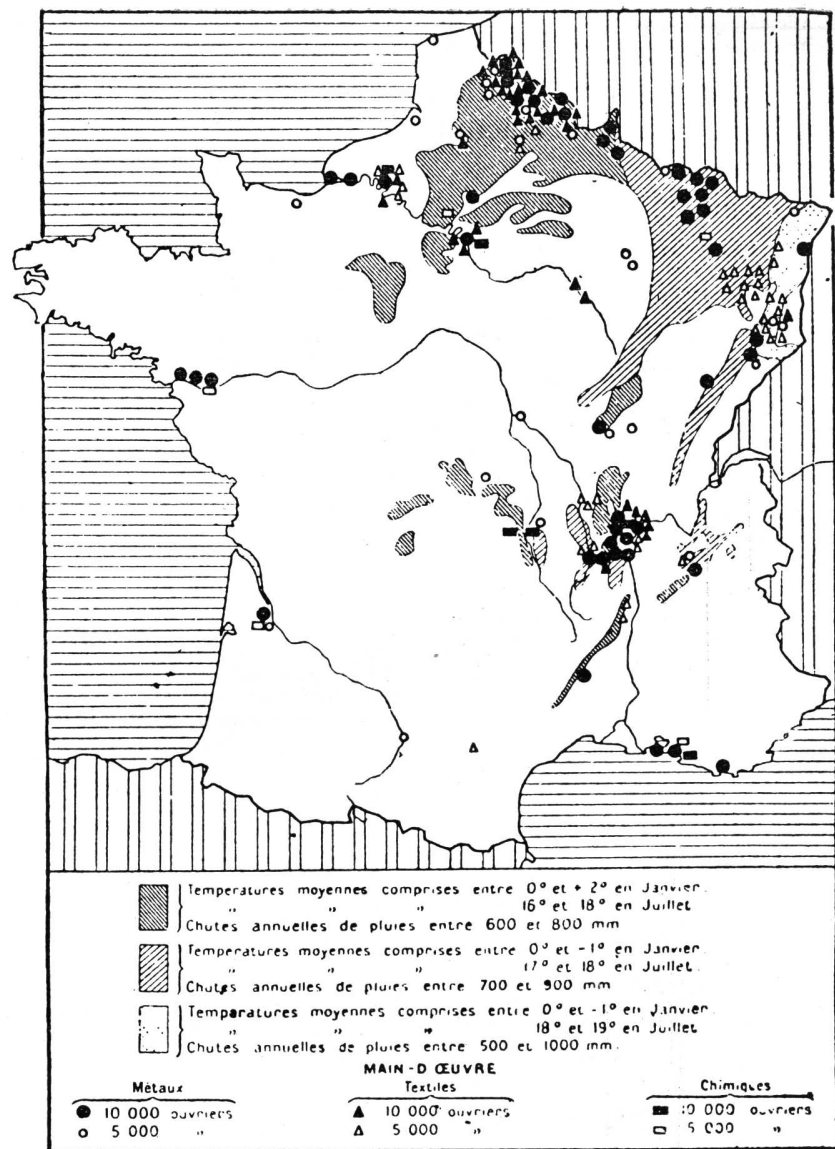 Températures moyennes comprises entre 0° et + 2° en Janvier.
„ „ „ 16° et 18° en Juillet
Chutes annuelles de pluies entre 600 et 800 mm
Températures moyennes comprises entre 0° et -1° en Janvier.
„ „ „ 17° et 18° en Juillet.
Chutes annuelles de pluies entre 700 et 900 mm
Temparatures moyennes comprises entre 0° et -1° en Janvier.
„ „ „ 18° et 19° en Juillet
Chutes annuelles de pluies entre 500 et 1000 mm.
MAIN-D ŒUVRE
Métaux Textiles Chimiques
10 000 ouvriers 10 000 ouvriers 10 000 ouvriers
5 000 „ 5 000 „ 5 000 „